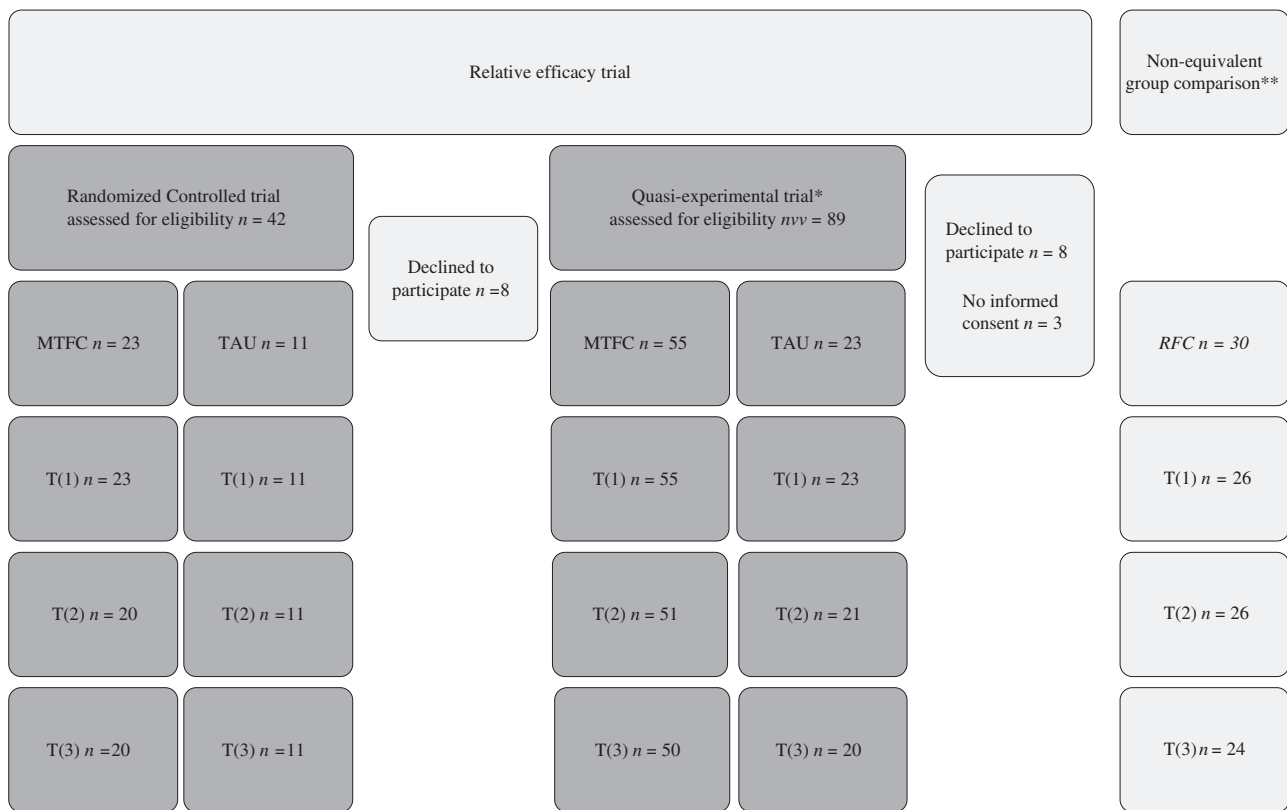 Relative efficacy trial
Non-equivalent
group comparison**
Randomized Controlled trial
assessed for eligibility n = 42
Declined to
participate n =8
Quasi-experimental trial*
assessed for eligibility nvv = 89
Declined to
participate n = 8
No informed
consent n = 3
MTFC n = 23
TAU n = 11
MTFC n = 55
TAU n = 23
RFC n = 30
T(1) n = 23
T(1) n = 11
T(1) n = 55
T(1) n = 23
T(1) n = 26
T(2) n = 20
T(2) n = 11
T(2) n = 51
T(2) n = 21
T(2) n = 26
T(3) n =20
T(3) n = 11
T(3) n = 50
T(3) n = 20
T(3) n = 24